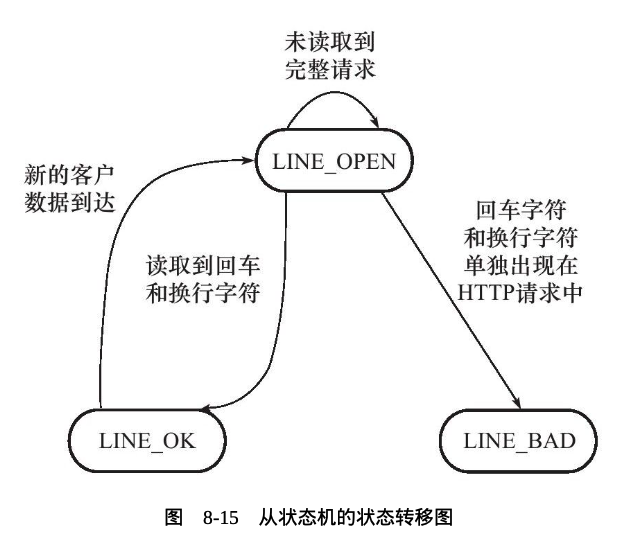 未读取到
完整请求
LINE_OPEN
新的客户
数据到达
读取到回车
和换行字符
回车字符
和换行字符
单独出现在
HTTP请求中
LINE_OK
LINE_BAD
图 8-15 从状态机的状态转移图